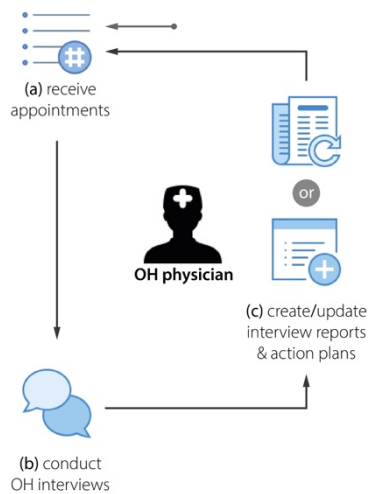 #
(a) receive
appointments
or
OH physician
(c) create/update
interview reports
& action plans
(b) conduct
OH interviews